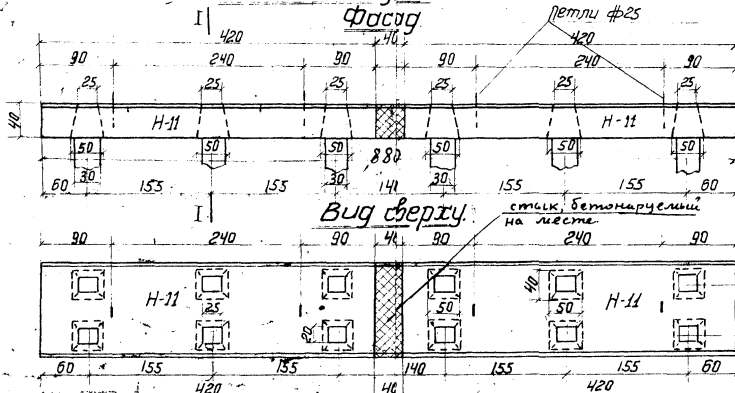 I
Фасад
петли ф25
420 40 420
90 240 90 90 240 90
25 25 25 25 25 25
40 Н-11 Н-11
50 50 50 50 50 50
880
30 30
60 155 155 140 155 155 60
I
Вид сверху
стык, бетонируемый
на месте
90 240 90 40 90 240 90
Н-11 Н-11
25 20 50 40 50
60 155 155 140 155 155 60
420 40 420